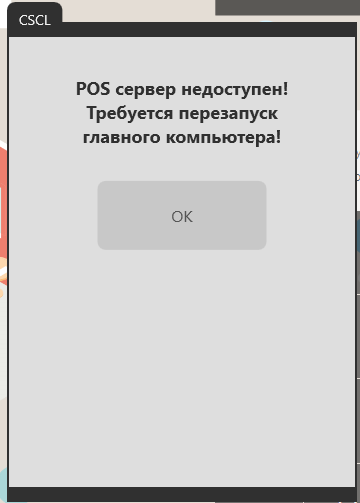 CSCL
POS сервер недоступен!
Требуется перезапуск
главного компьютера!
OK